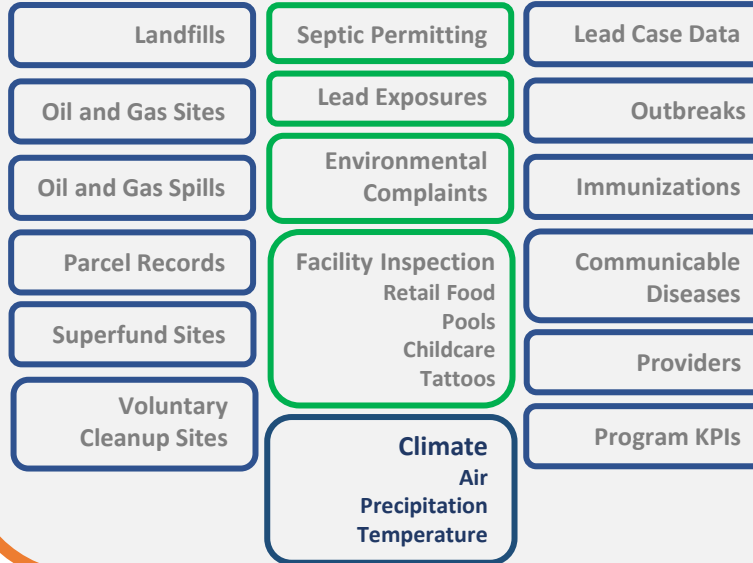 Landfills
Oil and Gas Sites
Oil and Gas Spills
Parcel Records
Superfund Sites
Voluntary
Cleanup Sites
Septic Permitting
Lead Exposures
Environmental
Complaints
Facility Inspection
Retail Food
Pools
Childcare
Tattoos
Climate
Air
Precipitation
Temperature
Lead Case Data
Outbreaks
Immunizations
Communicable
Diseases
Providers
Program KPIs